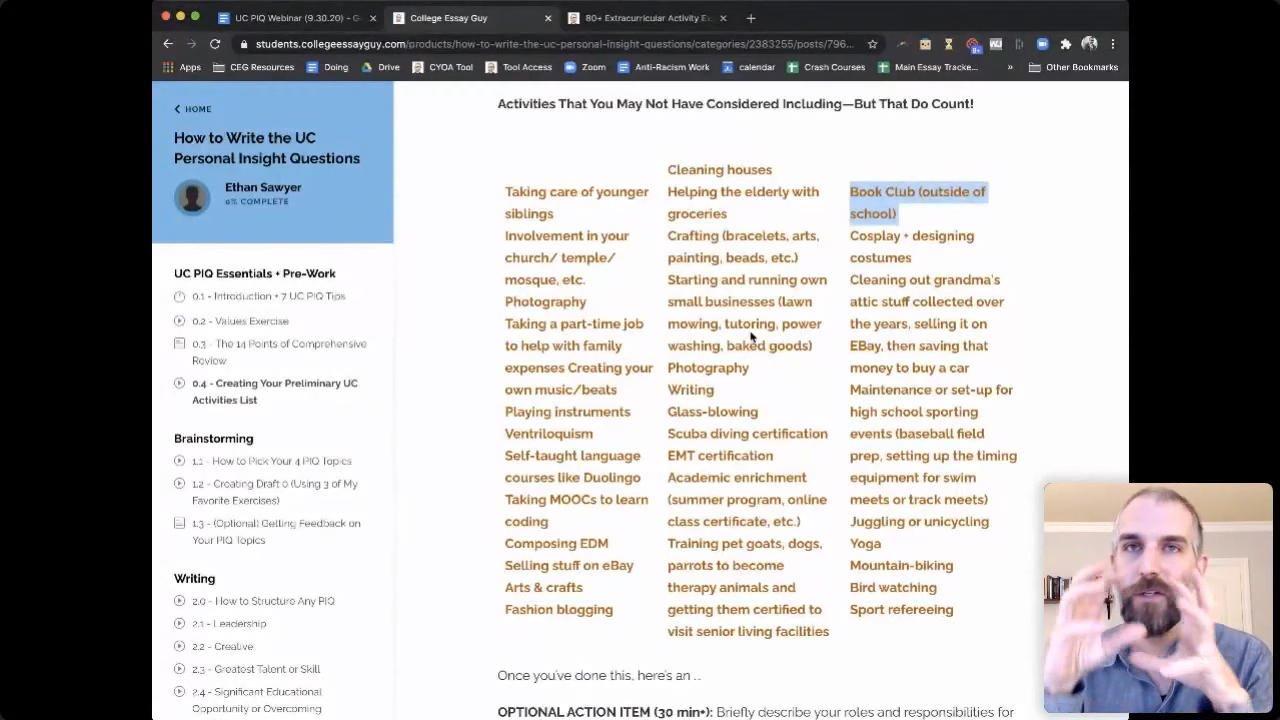 UC PIQ Webinar (9.30.20) - G
College Essay Guy
80+ Extracurricular Activity E
students.collegeessayguy.com/products/how-to-write-the-uc-personal-insight-questions/categories/2383255/posts/796...
Apps
CEG Resources
Doing
Drive
CYOA Tool
Tool Access
Zoom
Anti-Racism Work
calendar
Crash Courses
Main Essay Tracke...
»
Other Bookmarks
HOME
How to Write the UC
Personal Insight Questions
Ethan Sawyer
0% COMPLETE
UC PIQ Essentials + Pre-Work
0.1 - Introduction + 7 UC PIQ Tips
0.2 - Values Exercise
0.3 - The 14 Points of Comprehensive
Review
0.4 - Creating Your Preliminary UC
Activities List
Brainstorming
1.1 - How to Pick Your 4 PIQ Topics
1.2 - Creating Draft 0 (Using 3 of My
Favorite Exercises)
1.3 - (Optional) Getting Feedback on
Your PIQ Topics
Writing
2.0 - How to Structure Any PIQ
2.1 - Leadership
2.2 - Creative
2.3 - Greatest Talent or Skill
2.4 - Significant Educational
Opportunity or Overcoming
Activities That You May Not Have Considered Including—But That Do Count!
Taking care of younger
siblings
Involvement in your
church/ temple/
mosque, etc.
Photography
Taking a part-time job
to help with family
expenses Creating your
own music/beats
Playing instruments
Ventriloquism
Self-taught language
courses like Duolingo
Taking MOOCs to learn
coding
Composing EDM
Selling stuff on eBay
Arts & crafts
Fashion blogging
Cleaning houses
Helping the elderly with
groceries
Crafting (bracelets, arts,
painting, beads, etc.)
Starting and running own
small businesses (lawn
mowing, tutoring, power
washing, baked goods)
Photography
Writing
Glass-blowing
Scuba diving certification
EMT certification
Academic enrichment
(summer program, online
class certificate, etc.)
Training pet goats, dogs,
parrots to become
therapy animals and
getting them certified to
visit senior living facilities
Book Club (outside of
school)
Cosplay + designing
costumes
Cleaning out grandma's
attic stuff collected over
the years, selling it on
EBay, then saving that
money to buy a car
Maintenance or set-up for
high school sporting
events (baseball field
prep, setting up the timing
equipment for swim
meets or track meets)
Juggling or unicycling
Yoga
Mountain-biking
Bird watching
Sport refereeing
Once you've done this, here's an ...
OPTIONAL ACTION ITEM (30 min+): Briefly describe your roles and responsibilities for